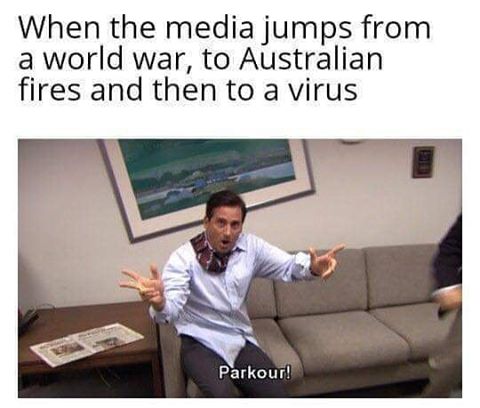 When the media jumps from
a world war, to Australian
fires and then to a virus
Parkour!